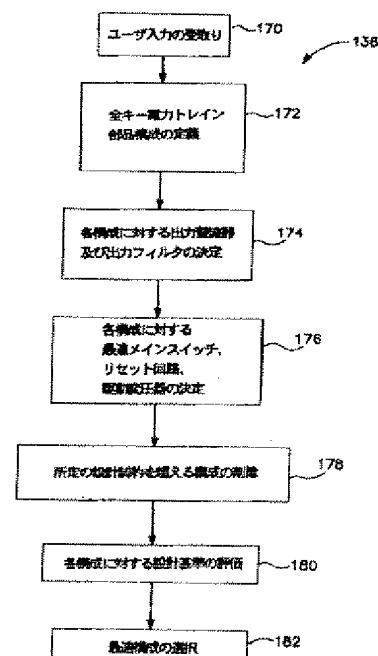 ユーザ入力の受取り
170
138
全キー電力トレイン
部品構成の定義
172
各構成に対する出力整流器
及び出力フィルタの決定
174
各構成に対する
最適メインスイッチ、
リセット回路、
駆動変圧器の決定
176
所定の設計制約を超える構成の削除
178
各構成に対する設計基準の評価
180
最適構成の選択
182